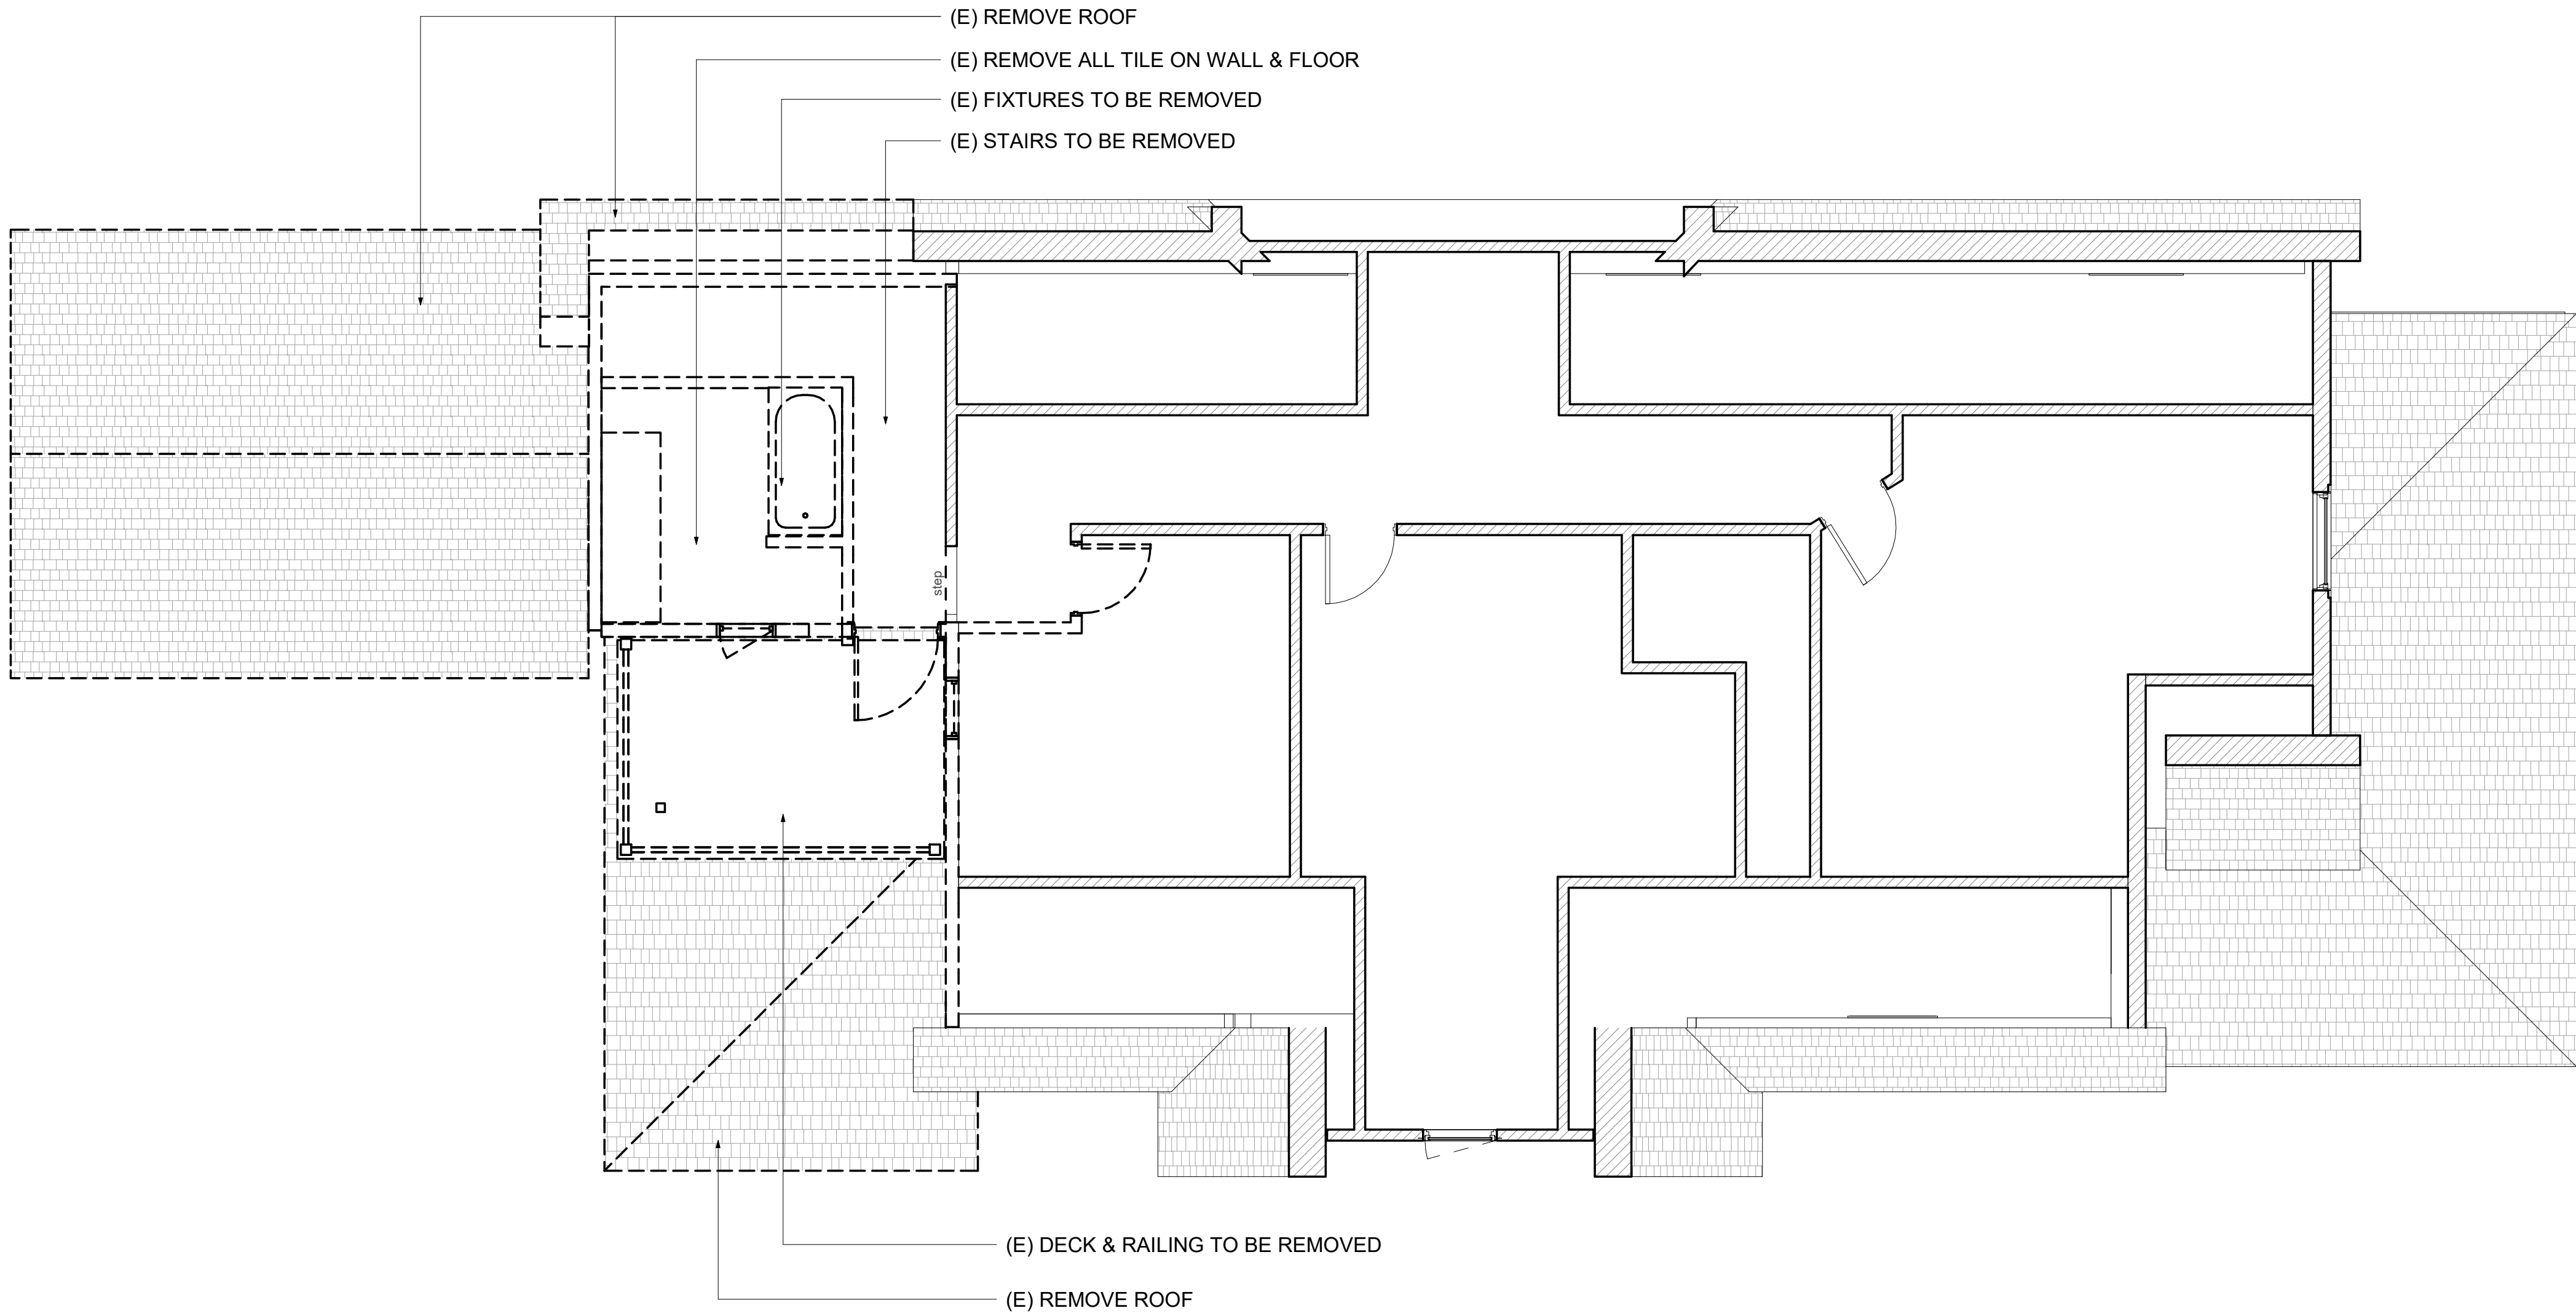 (E) REMOVE ROOF
(E) REMOVE ALL TILE ON WALL & FLOOR
(E) FIXTURES TO BE REMOVED
(E) STAIRS TO BE REMOVED
step
(E) DECK & RAILING TO BE REMOVED
(E) REMOVE ROOF